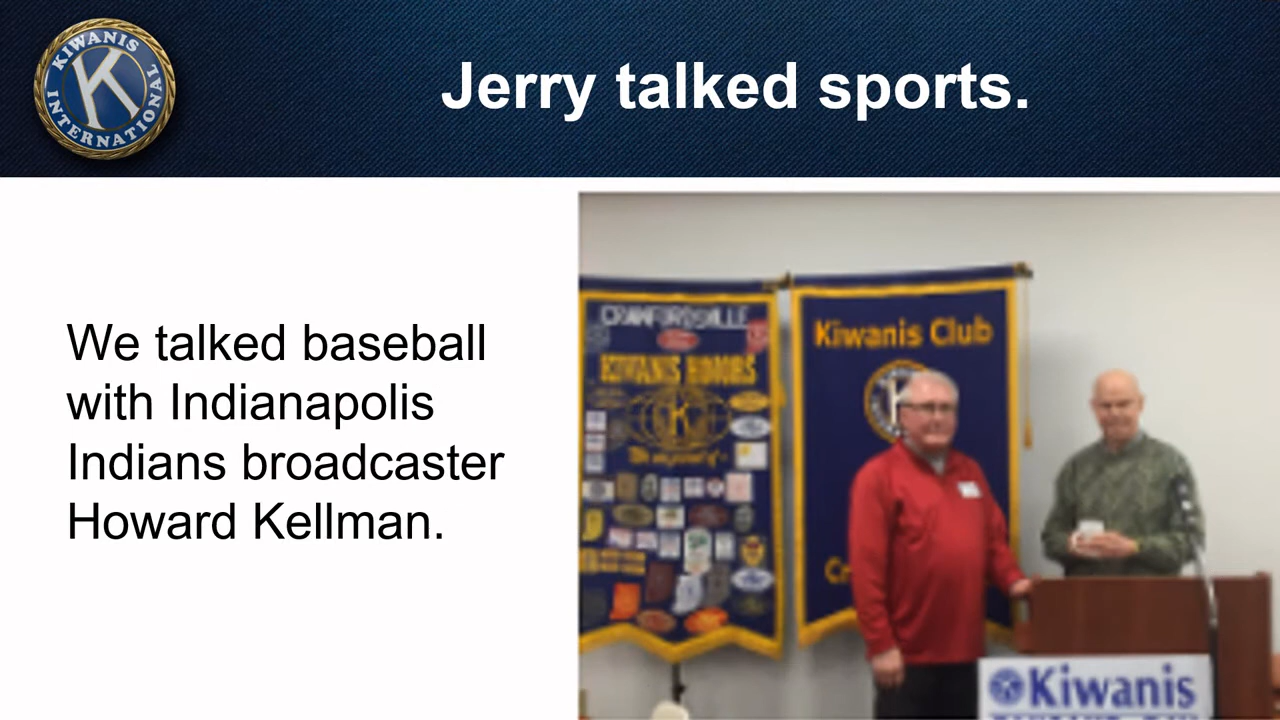 KIWANIS
K
INTERNATIONAL
Jerry talked sports.
We talked baseball
with Indianapolis
Indians broadcaster
Howard Kellman.
CRAWFORDSVILLE
KIWANIS HONORS
K
Kiwanis Club
Kiwanis